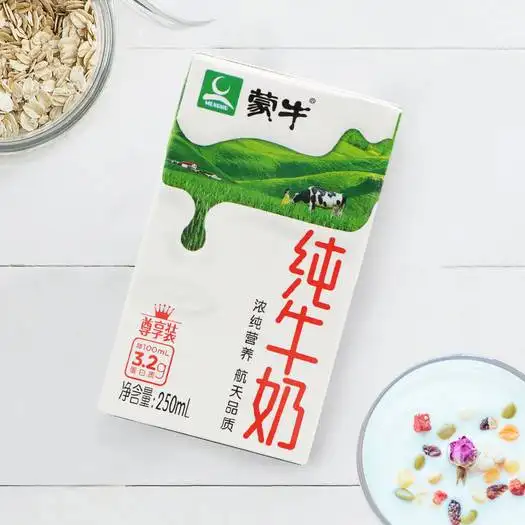 MENGNIU
蒙牛®
纯牛奶
浓纯营养 航天品质
尊享装
每100mL
3.2g
蛋白质
净含量:250mL